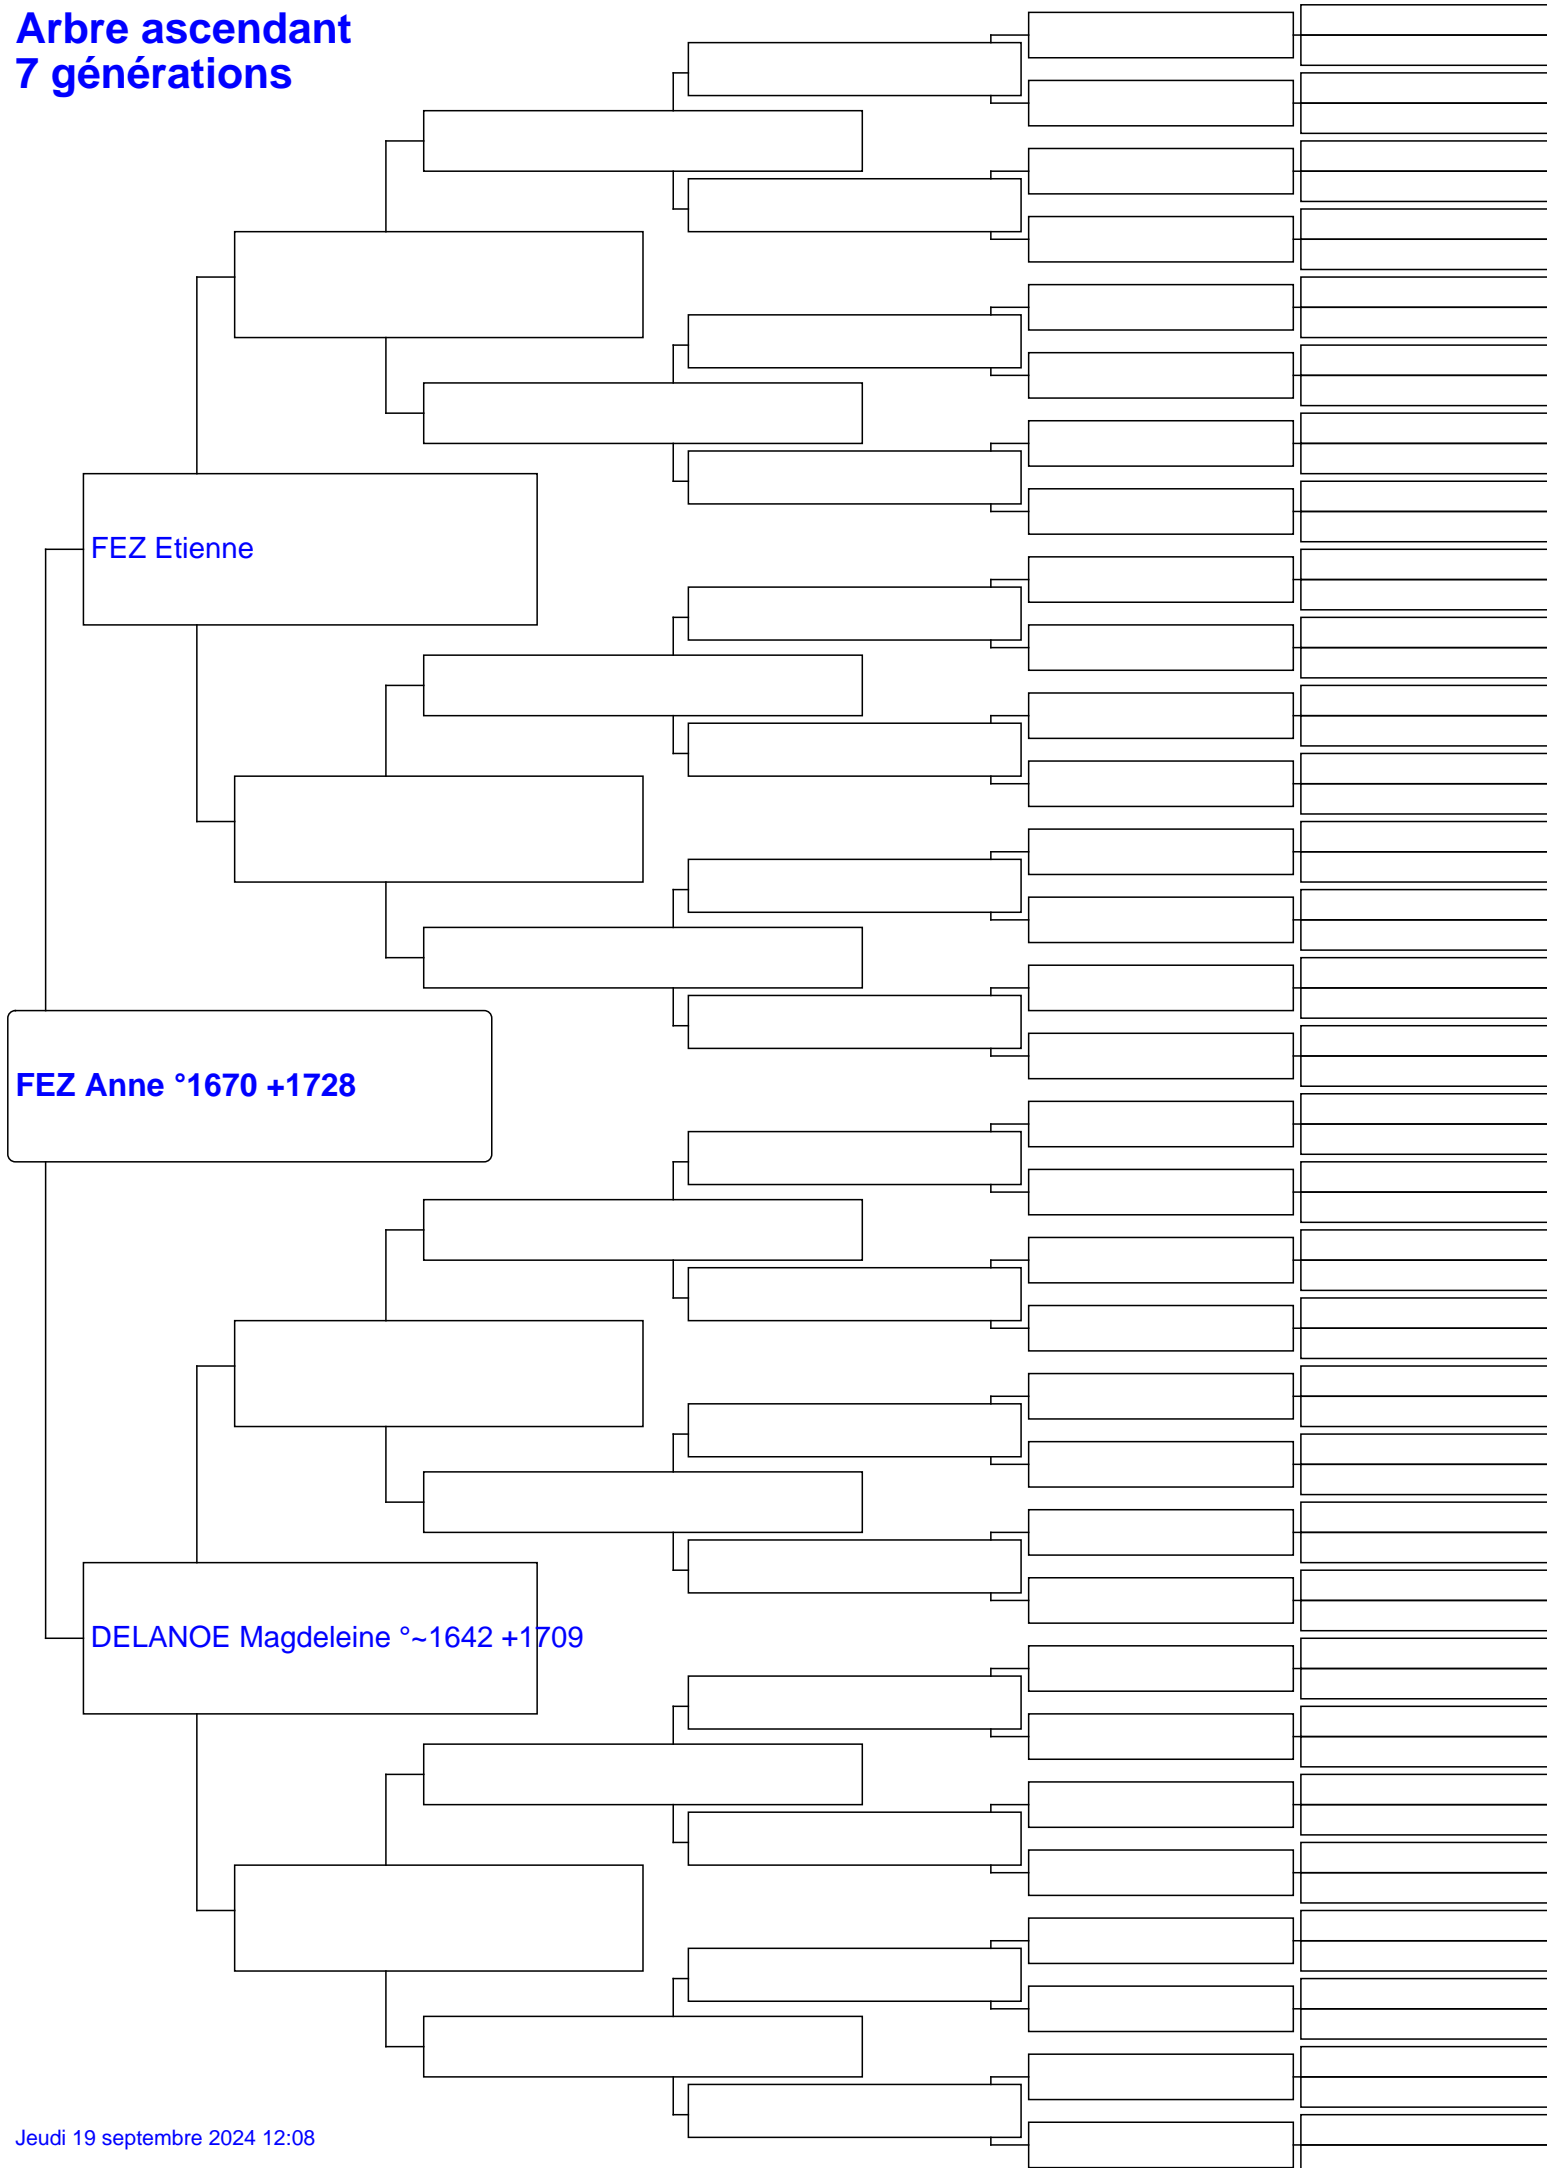 Arbre ascendant
7 générations
FEZ Etienne
FEZ Anne °1670 +1728
DELANOE Magdeleine °~1642 +1709
Jeudi 19 septembre 2024 12:08